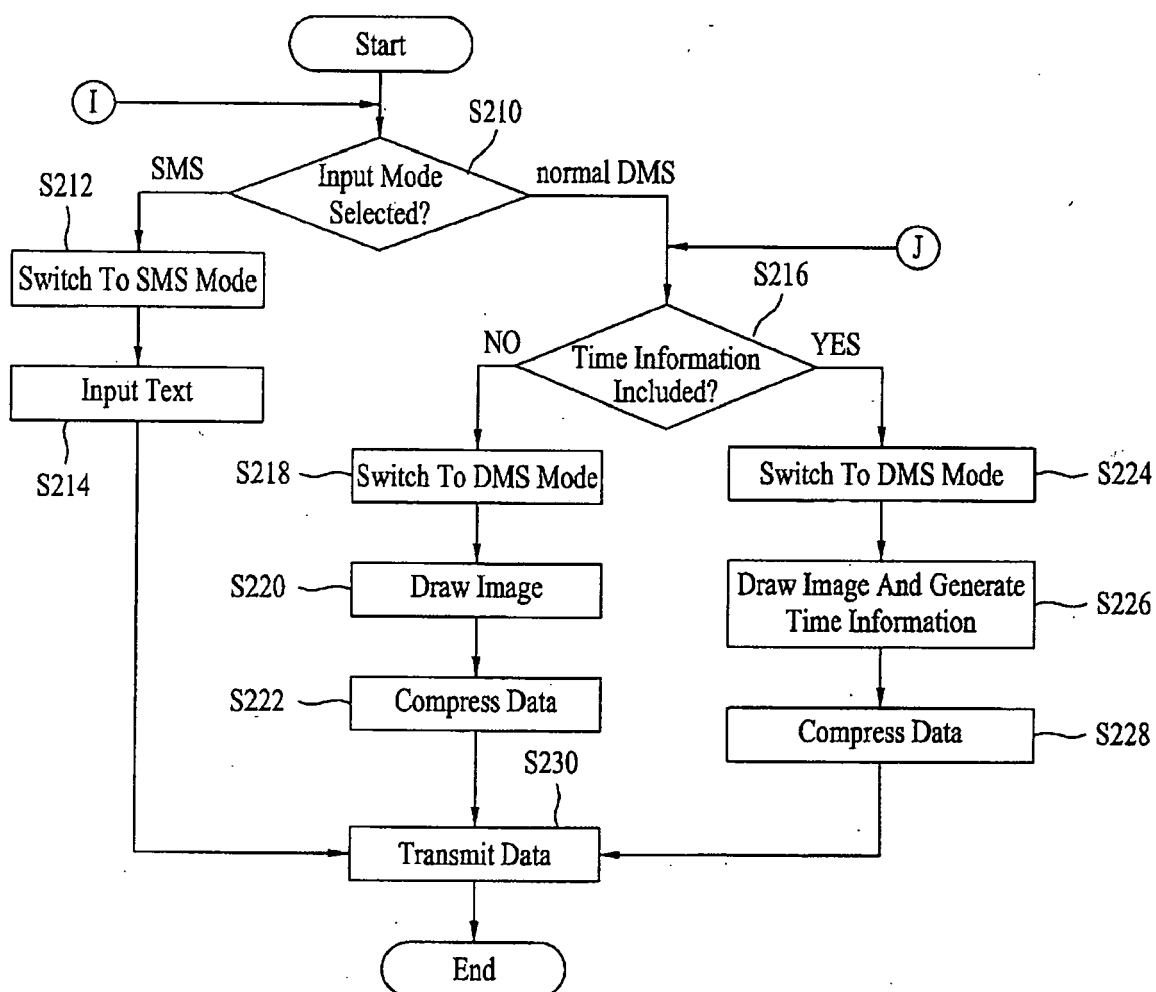 Start
I
S210
SMS
Input Mode
Selected?
normal DMS
S212
J
Switch To SMS Mode
S216
NO
Time Information
Included?
YES
Input Text
S214
S218
Switch To DMS Mode
Switch To DMS Mode
S224
S220
Draw Image
Draw Image And Generate
Time Information
S226
S222
Compress Data
Compress Data
S228
S230
Transmit Data
End